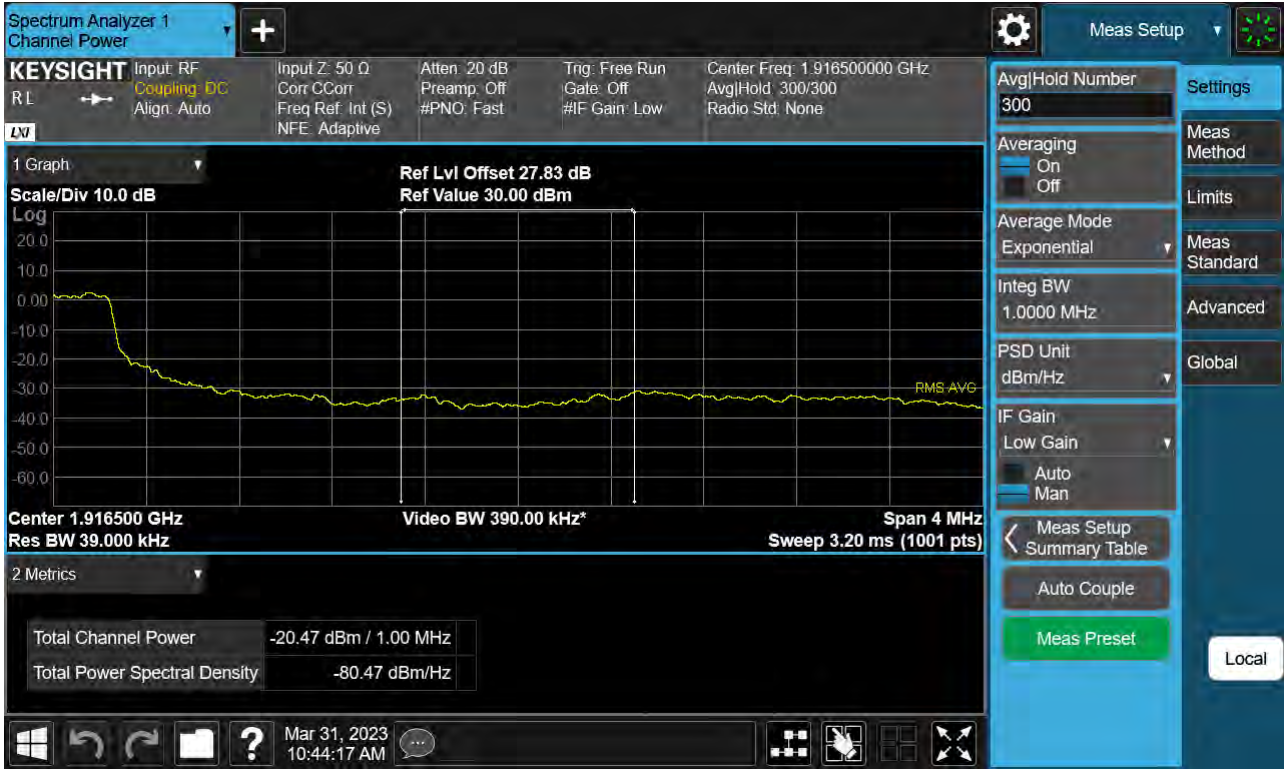 Spectrum Analyzer 1
Channel Power
+
Meas Setup
KEYSIGHT
RL
LXI
Input: RF
Coupling: DC
Align: Auto
Input Z: 50 Ω
Corr CCorr
Freq Ref: Int (S)
NFE: Adaptive
Atten: 20 dB
Preamp: Off
#PNO: Fast
Trig: Free Run
Gate: Off
#IF Gain: Low
Center Freq: 1.916500000 GHz
Avg|Hold: 300/300
Radio Std: None
1 Graph
Scale/Div 10.0 dB
Ref Lvl Offset 27.83 dB
Ref Value 30.00 dBm
Log
20.0
10.0
0.00
-10.0
-20.0
-30.0
-40.0
-50.0
-60.0
RMS AVG
Center 1.916500 GHz
Video BW 390.00 kHz*
Span 4 MHz
Res BW 39.000 kHz
Sweep 3.20 ms (1001 pts)
2 Metrics
Total Channel Power -20.47 dBm / 1.00 MHz
Total Power Spectral Density -80.47 dBm/Hz
?
Mar 31, 2023
10:44:17 AM
Avg|Hold Number
300
Averaging
On
Off
Average Mode
Exponential
Integ BW
1.0000 MHz
PSD Unit
dBm/Hz
IF Gain
Low Gain
Auto
Man
Meas Setup
Summary Table
Auto Couple
Meas Preset
Settings
Meas
Method
Limits
Meas
Standard
Advanced
Global
Local